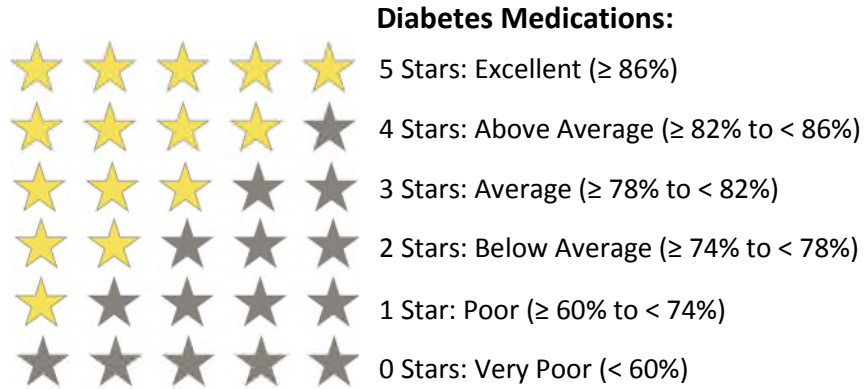 Diabetes Medications:
5 Stars: Excellent (≥ 86%)
4 Stars: Above Average (≥ 82% to < 86%)
3 Stars: Average (≥ 78% to < 82%)
2 Stars: Below Average (≥ 74% to < 78%)
1 Star: Poor (≥ 60% to < 74%)
0 Stars: Very Poor (< 60%)